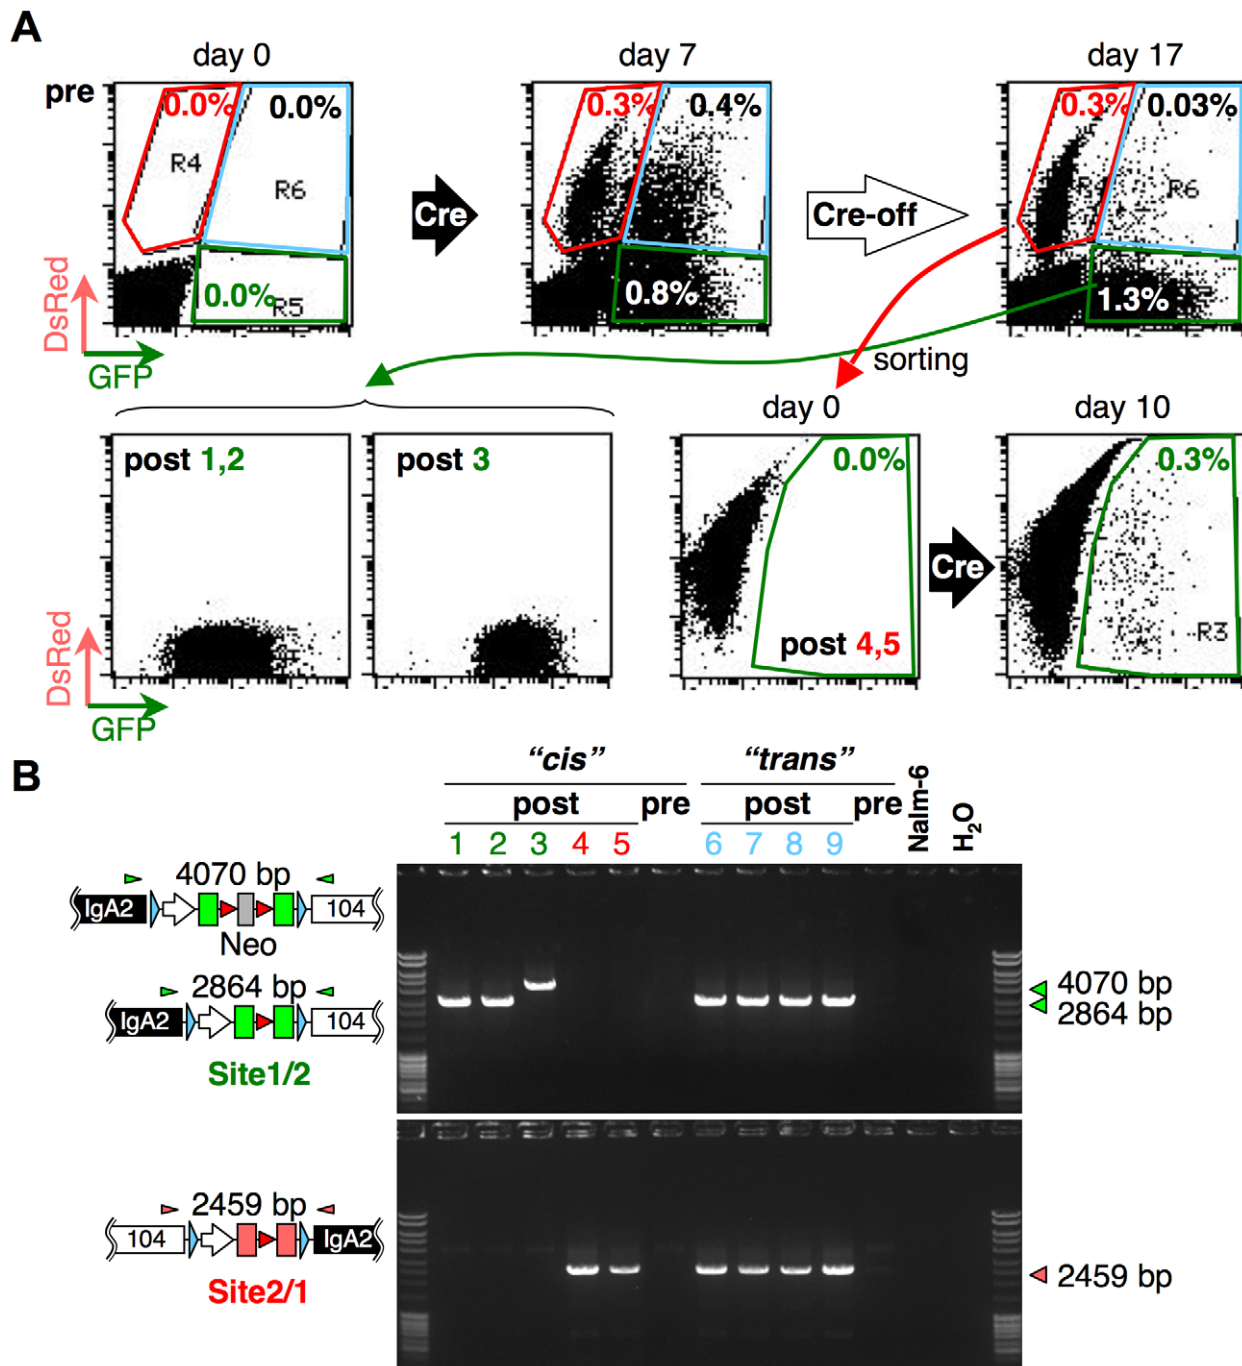 A
day 0
day 7
day 17
pre
0.0%
0.0%
R4
R6
0.0%
R5
Cre
0.3%
0.4%
0.8%
Cre-off
0.3%
0.03%
R6
1.3%
DsRed
GFP
sorting
day 0
day 10
post 1,2
post 3
0.0%
post 4,5
Cre
0.3%
R3
DsRed
GFP
B
"cis"
"trans"
post
pre
post
pre
Nalm-6
H2O
1 2 3 4 5
6 7 8 9
4070 bp
IgA2
104
Neo
2864 bp
IgA2
104
Site1/2
4070 bp
2864 bp
2459 bp
104
IgA2
Site2/1
2459 bp